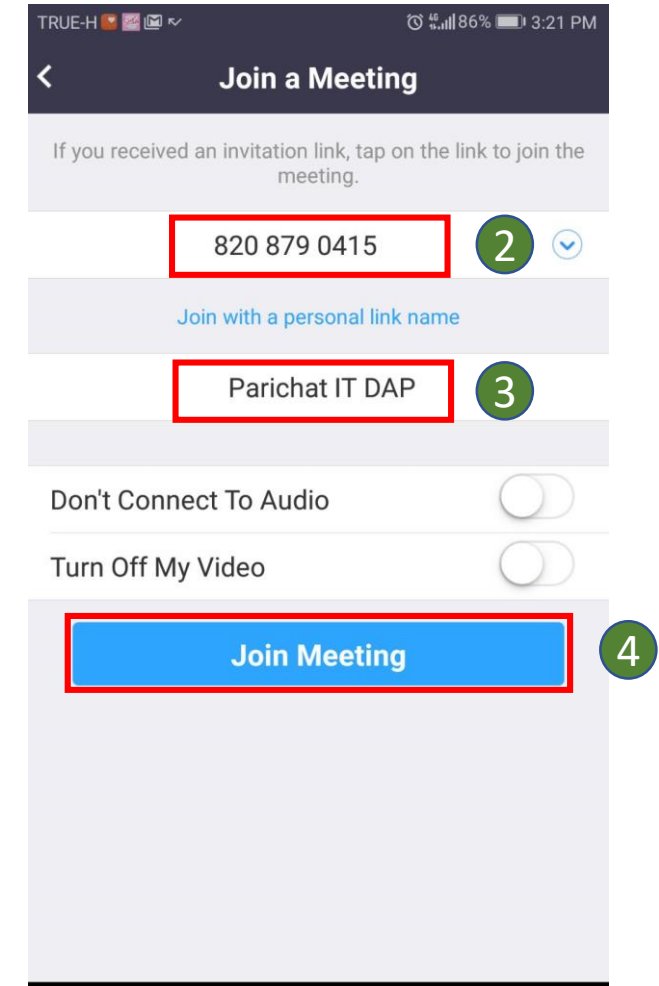 TRUE-H 86% 3:21 PM
Join a Meeting
If you received an invitation link, tap on the link to join the
meeting.
820 879 0415 2
Join with a personal link name
Parichat IT DAP 3
Don't Connect To Audio
Turn Off My Video
Join Meeting 4